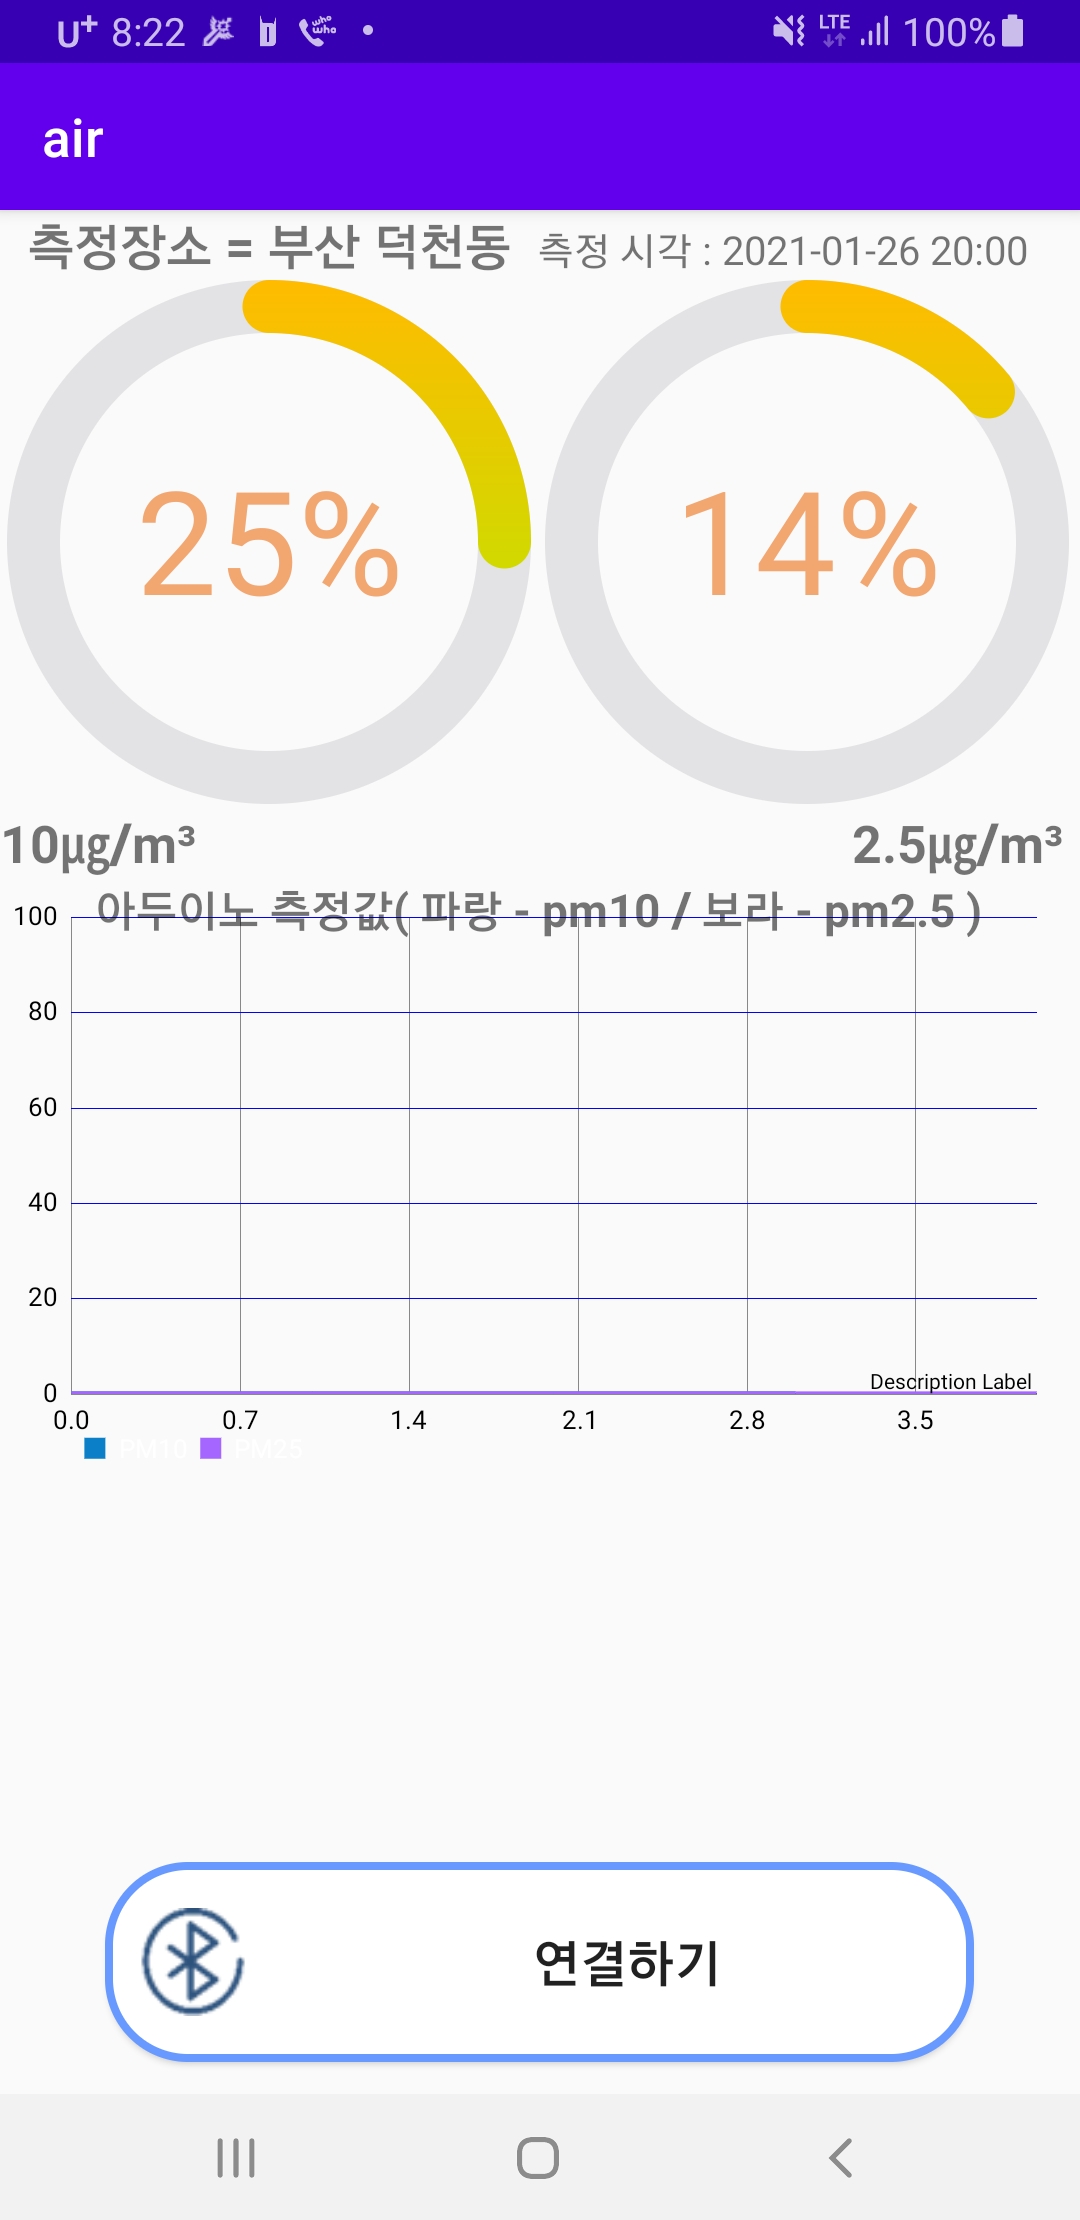 U+ 8:22 who who LTE 100%
air
측정장소 = 부산 덕천동 측정 시각 : 2021-01-26 20:00
25% 14%
10㎍/m³ 2.5㎍/m³
아두이노 측정값( 파랑 - pm10 / 보라 - pm2.5 )
100
80
60
40
20
0
Description Label
0.0 0.7 1.4 2.1 2.8 3.5
PM10 PM25
연결하기